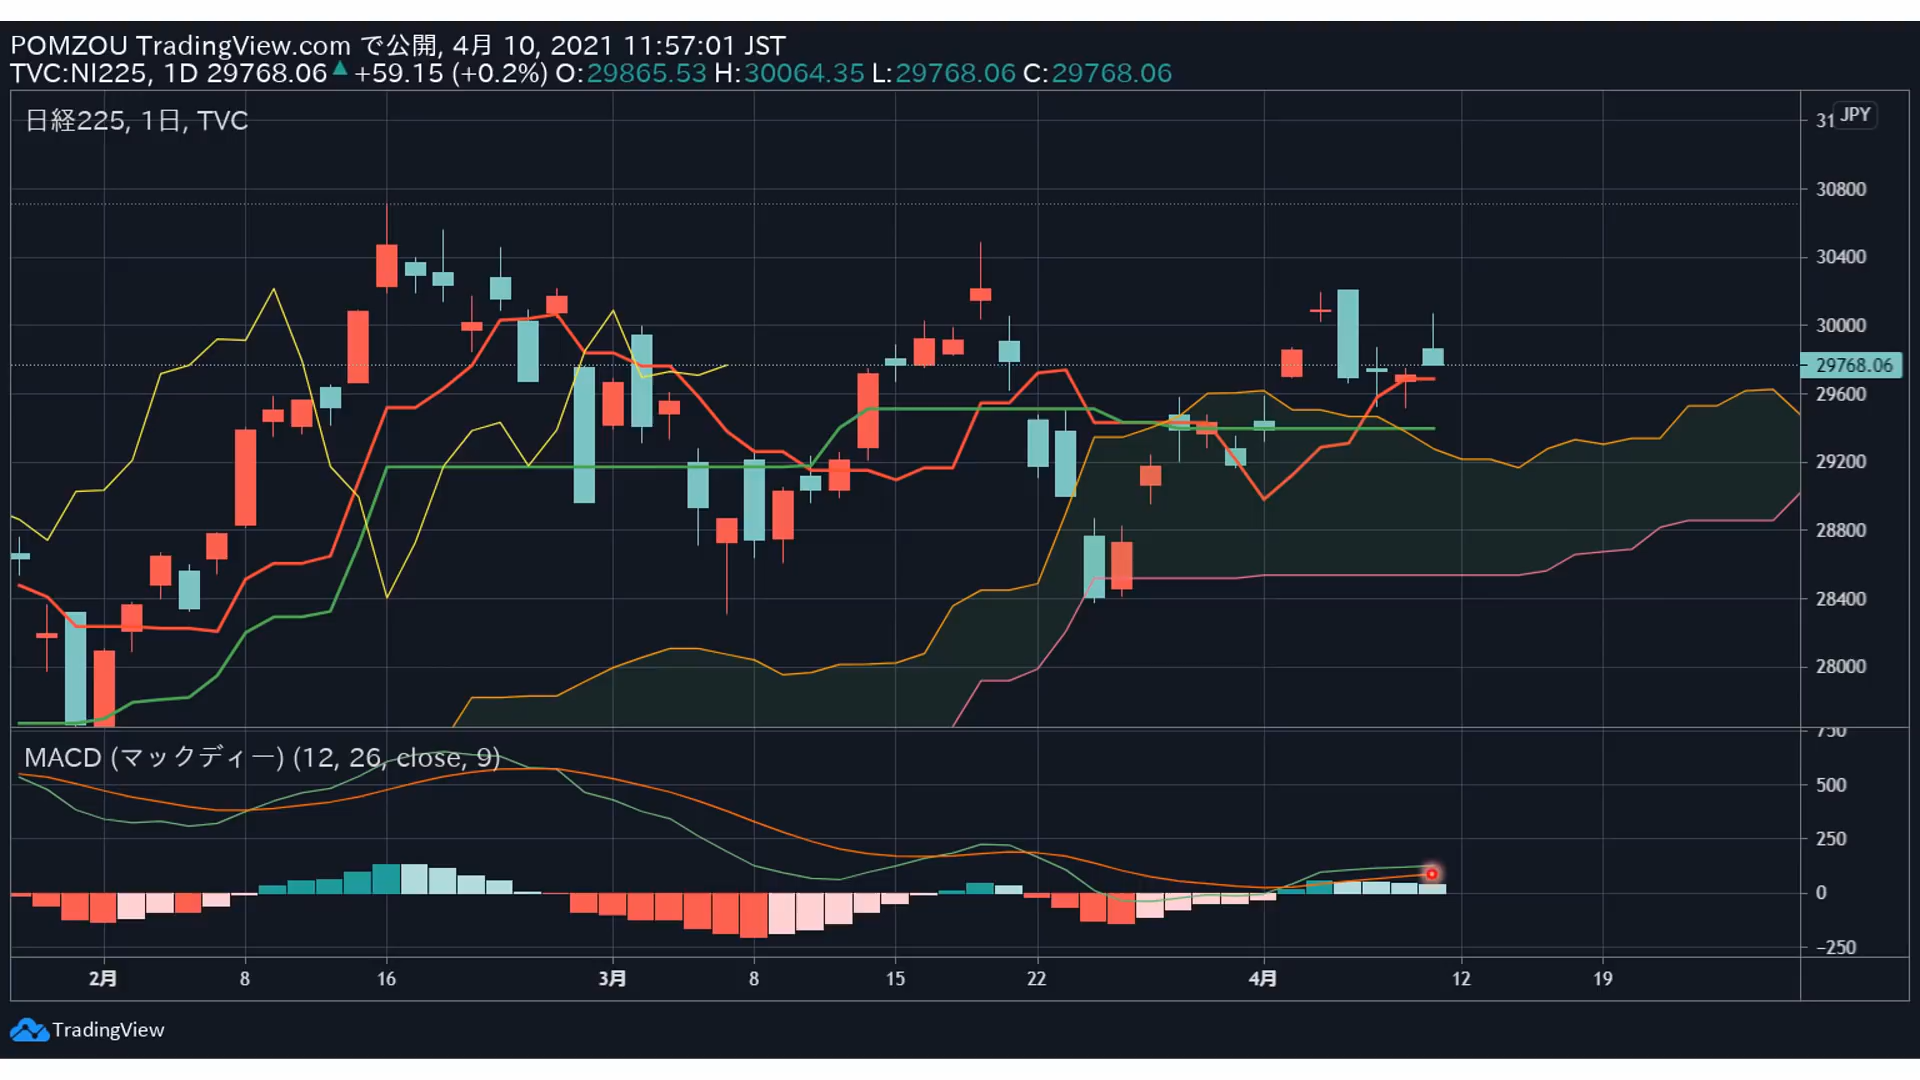 POMZOU TradingView.com で公開, 4月 10, 2021 11:57:01 JST
TVC:NI225, 1D 29768.06 ▲ +59.15 (+0.2%) O:29865.53 H:30064.35 L:29768.06 C:29768.06
日経225, 1日, TVC
31
JPY
30800
30400
30000
29768.06
29600
29200
28800
28400
28000
MACD (マックディー) (12, 26, close, 9)
750
500
250
0
−250
2月 8 16 3月 8 15 22 4月 12 19
TradingView